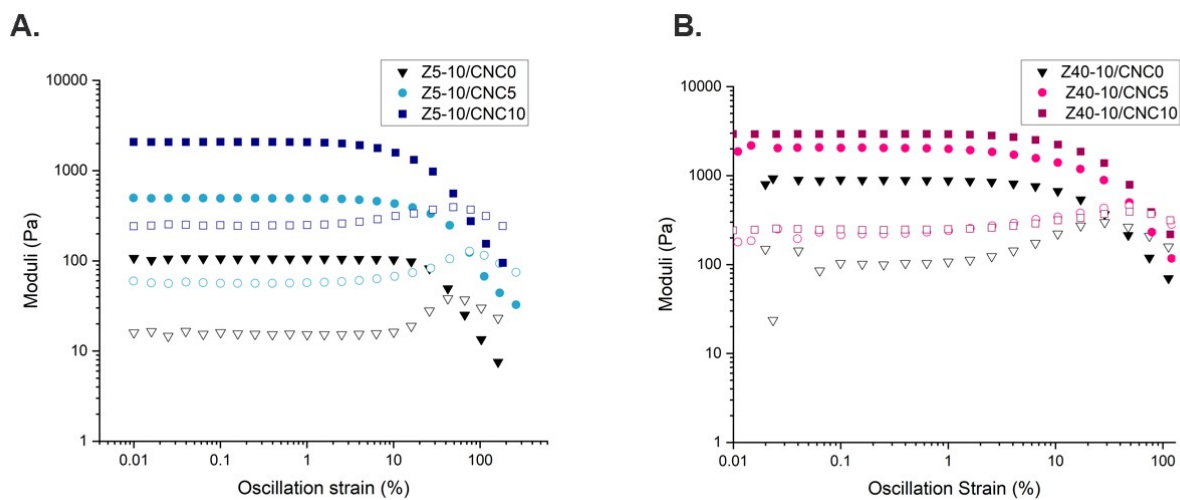 A.
Z5-10/CNC0
Z5-10/CNC5
Z5-10/CNC10
10000
1000
100
10
1
Moduli (Pa)
0.01
0.1
1
10
100
Oscillation strain (%)
B.
Z40-10/CNC0
Z40-10/CNC5
Z40-10/CNC10
10000
1000
100
10
1
Moduli (Pa)
0.01
0.1
1
10
100
Oscillation Strain (%)